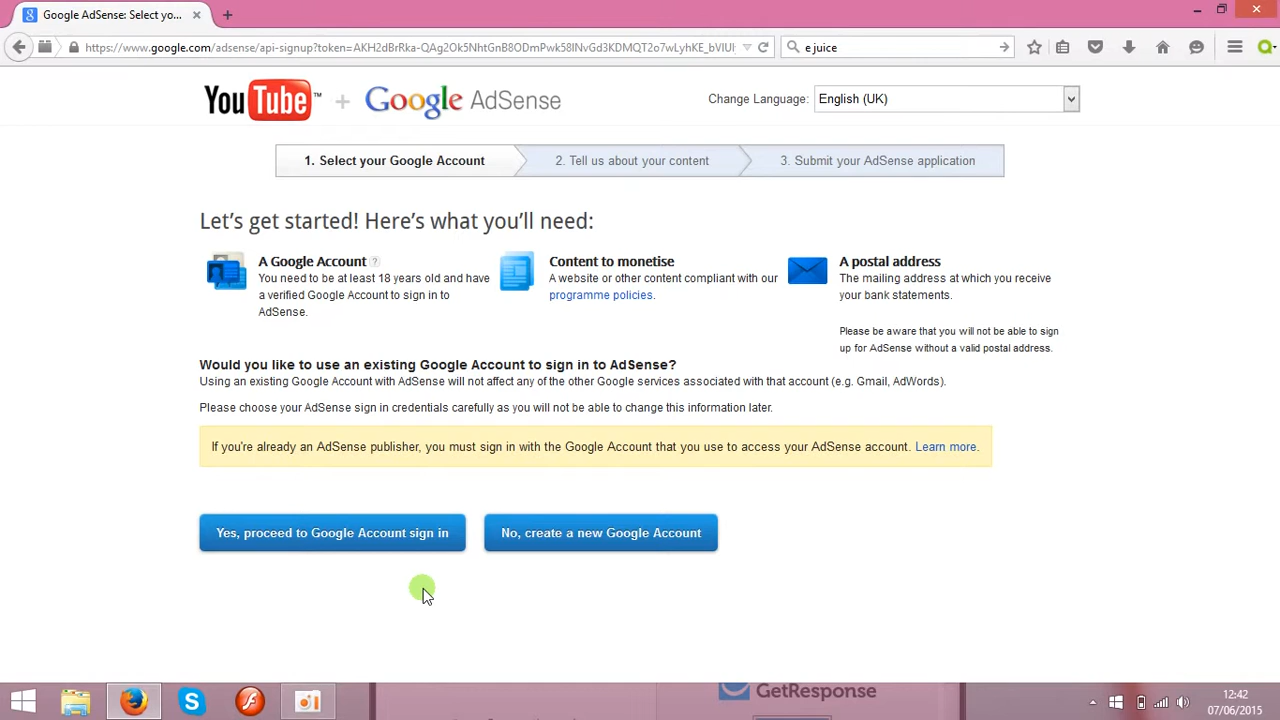 Google AdSense: Select yo...
https://www.google.com/adsense/api-signup?token=
e juice
YouTube + Google AdSense
Change Language: English (UK)
1. Select your Google Account
2. Tell us about your content
3. Submit your AdSense application
Let's get started! Here's what you'll need:
A Google Account ?
You need to be at least 18 years old and have
a verified Google Account to sign in to
AdSense.
Content to monetise
A website or other content compliant with our
programme policies.
A postal address
The mailing address at which you receive
your bank statements.
Please be aware that you will not be able to sign
up for AdSense without a valid postal address.
Would you like to use an existing Google Account to sign in to AdSense?
Using an existing Google Account with AdSense will not affect any of the other Google services associated with that account (e.g. Gmail, AdWords).
Please choose your AdSense sign in credentials carefully as you will not be able to change this information later.
If you're already an AdSense publisher, you must sign in with the Google Account that you use to access your AdSense account. Learn more.
Yes, proceed to Google Account sign in
No, create a new Google Account
GetResponse
12:42
07/06/2015